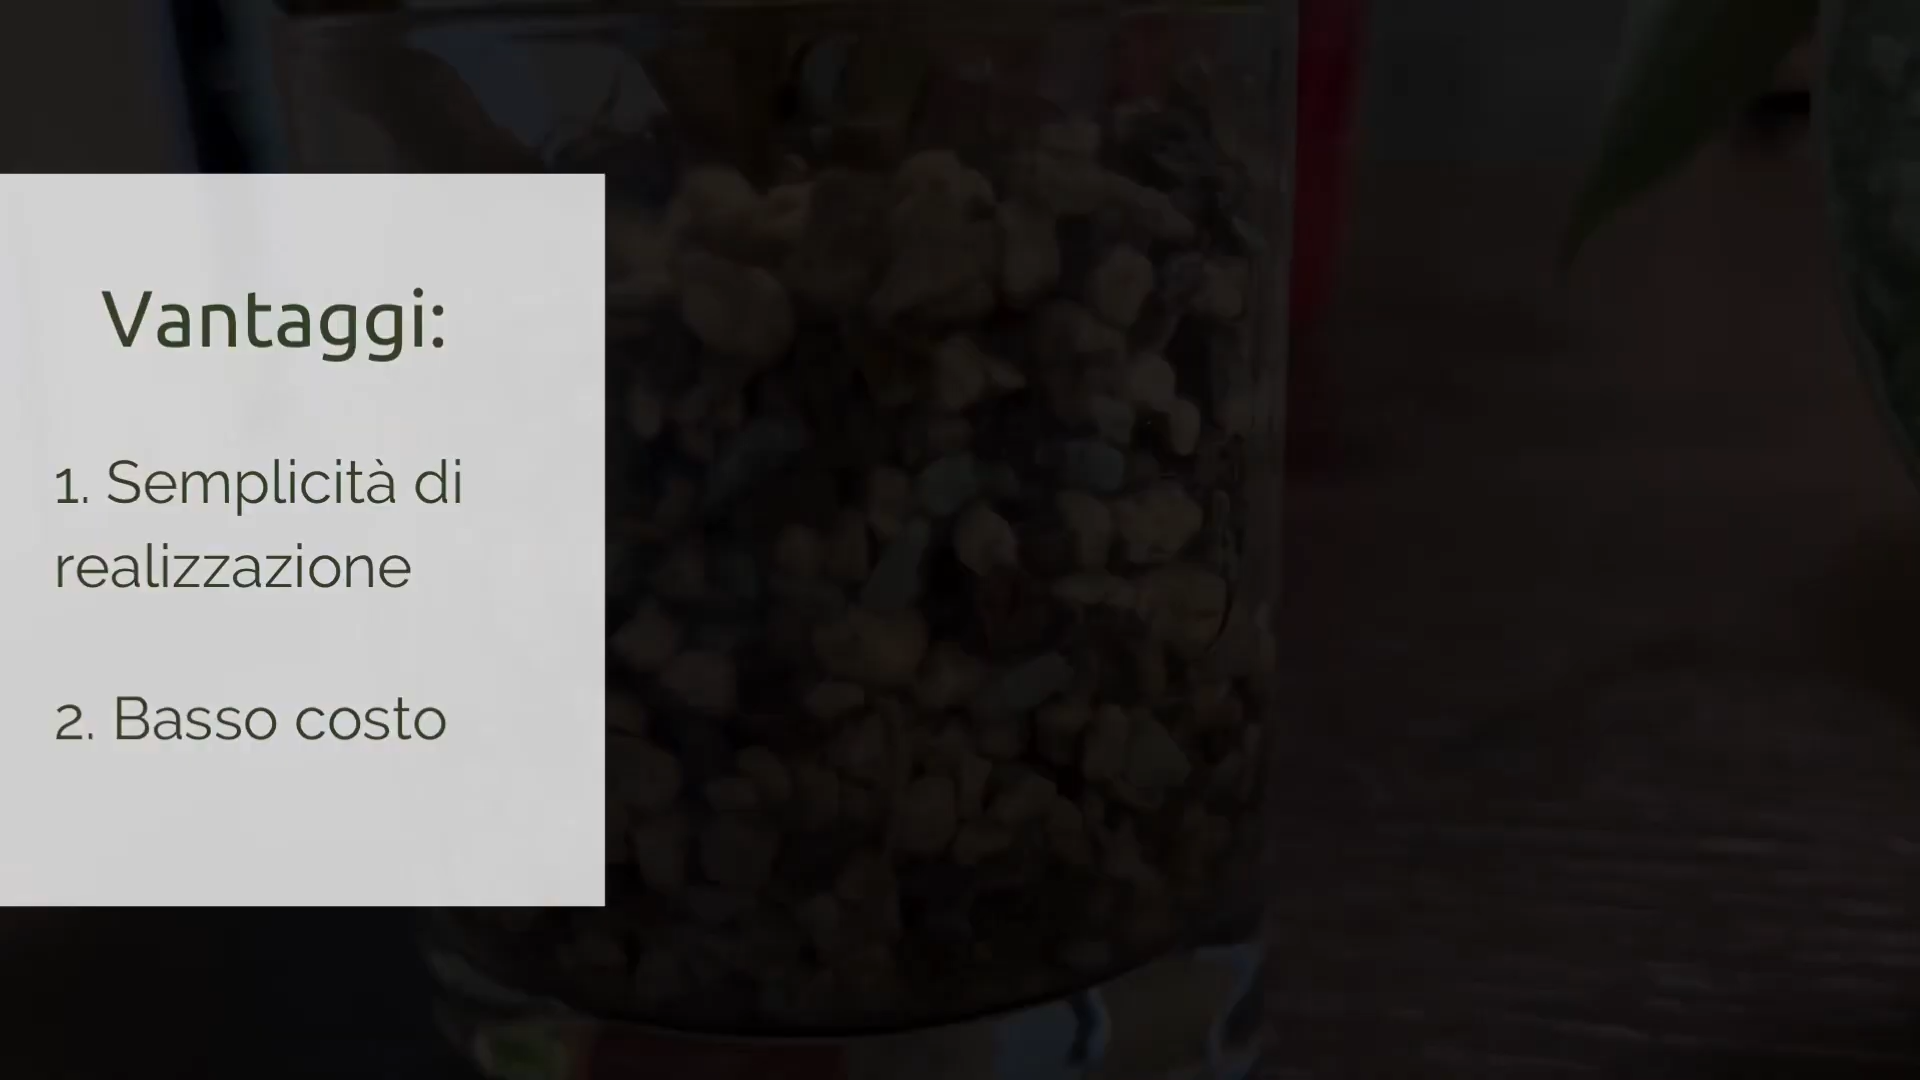 Vantaggi:
1. Semplicità di
realizzazione
2. Basso costo